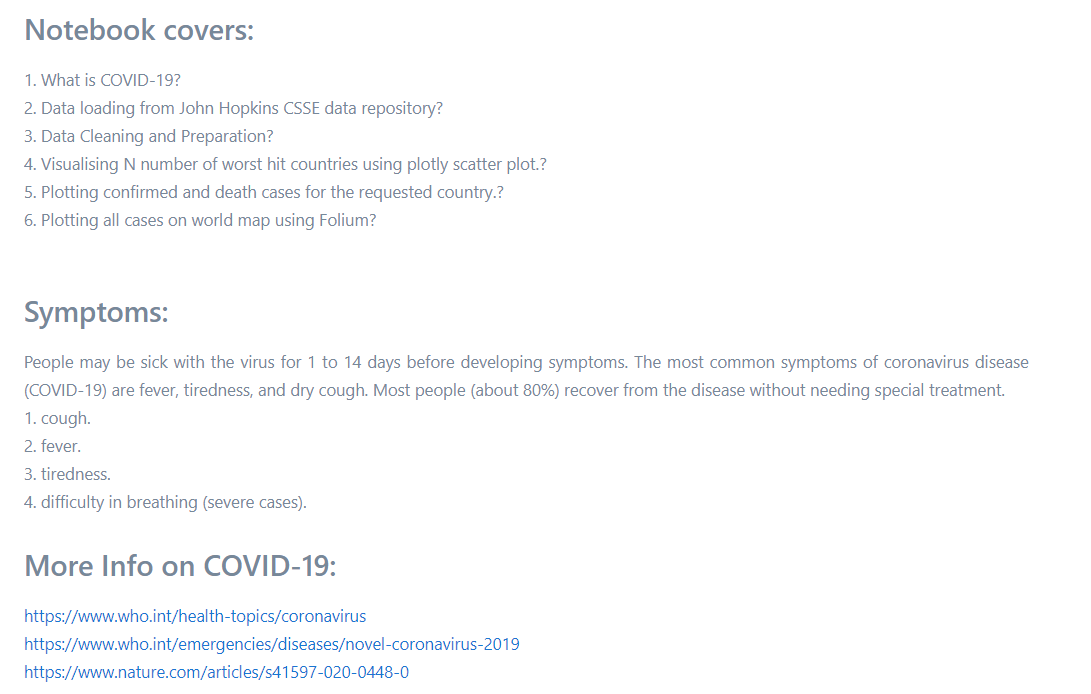 Notebook covers:
1. What is COVID-19?
2. Data loading from John Hopkins CSSE data repository?
3. Data Cleaning and Preparation?
4. Visualising N number of worst hit countries using plotly scatter plot.?
5. Plotting confirmed and death cases for the requested country.?
6. Plotting all cases on world map using Folium?
Symptoms:
People may be sick with the virus for 1 to 14 days before developing symptoms. The most common symptoms of coronavirus disease
(COVID-19) are fever, tiredness, and dry cough. Most people (about 80%) recover from the disease without needing special treatment.
1. cough.
2. fever.
3. tiredness.
4. difficulty in breathing (severe cases).
More Info on COVID-19:
https://www.who.int/health-topics/coronavirus
https://www.who.int/emergencies/diseases/novel-coronavirus-2019
https://www.nature.com/articles/s41597-020-0448-0